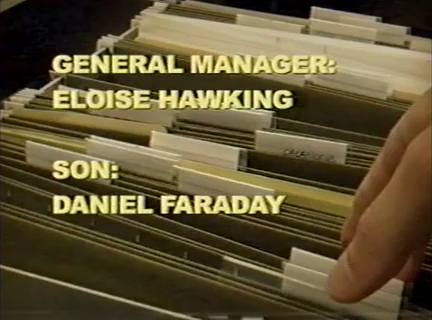 GENERAL MANAGER:
ELOISE HAWKING
SON:
DANIEL FARADAY